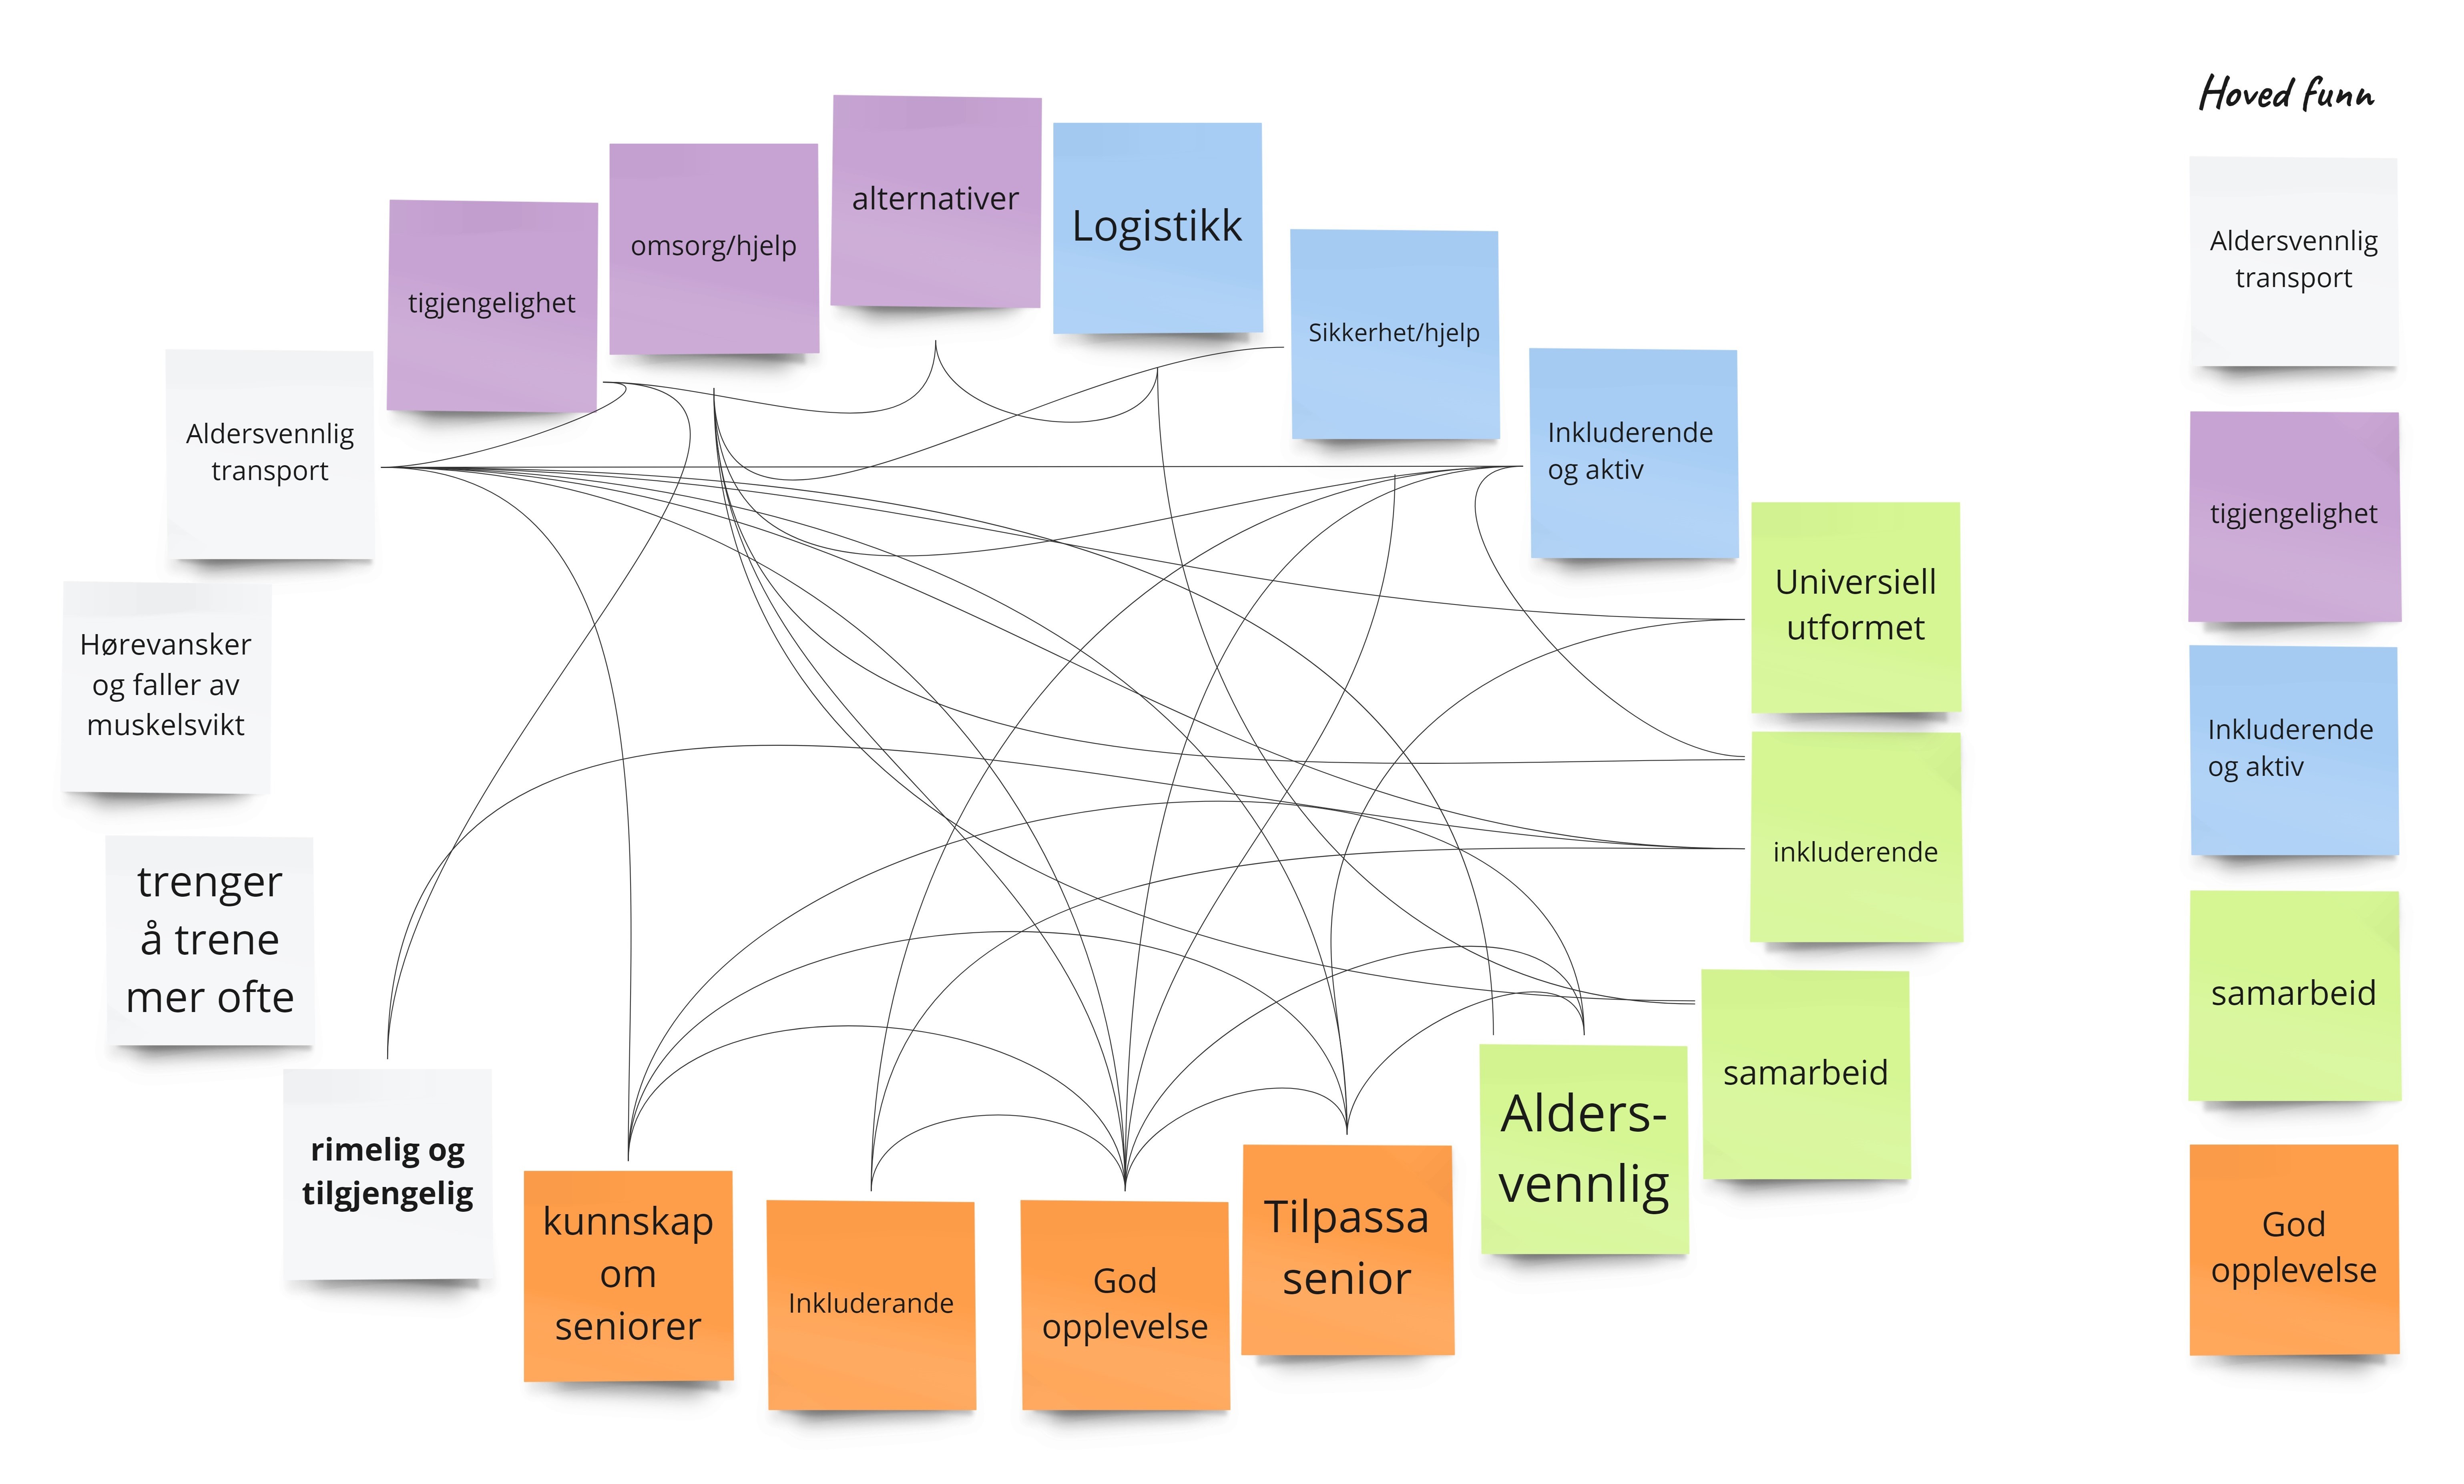 Hoved funn
alternativer
Logistikk
omsorg/hjelp
tigjengelighet
Sikkerhet/hjelp
Aldersvennlig
transport
Inkluderende
og aktiv
Universiell
utformet
Hørevansker
og faller av
muskelsvikt
inkluderende
trenger
å trene
mer ofte
samarbeid
Alders-
vennlig
rimelig og
tilgjengelig
kunnskap
om
seniorer
Inkluderande
God
opplevelse
Tilpassa
senior
Aldersvennlig
transport
tigjengelighet
Inkluderende
og aktiv
samarbeid
God
opplevelse